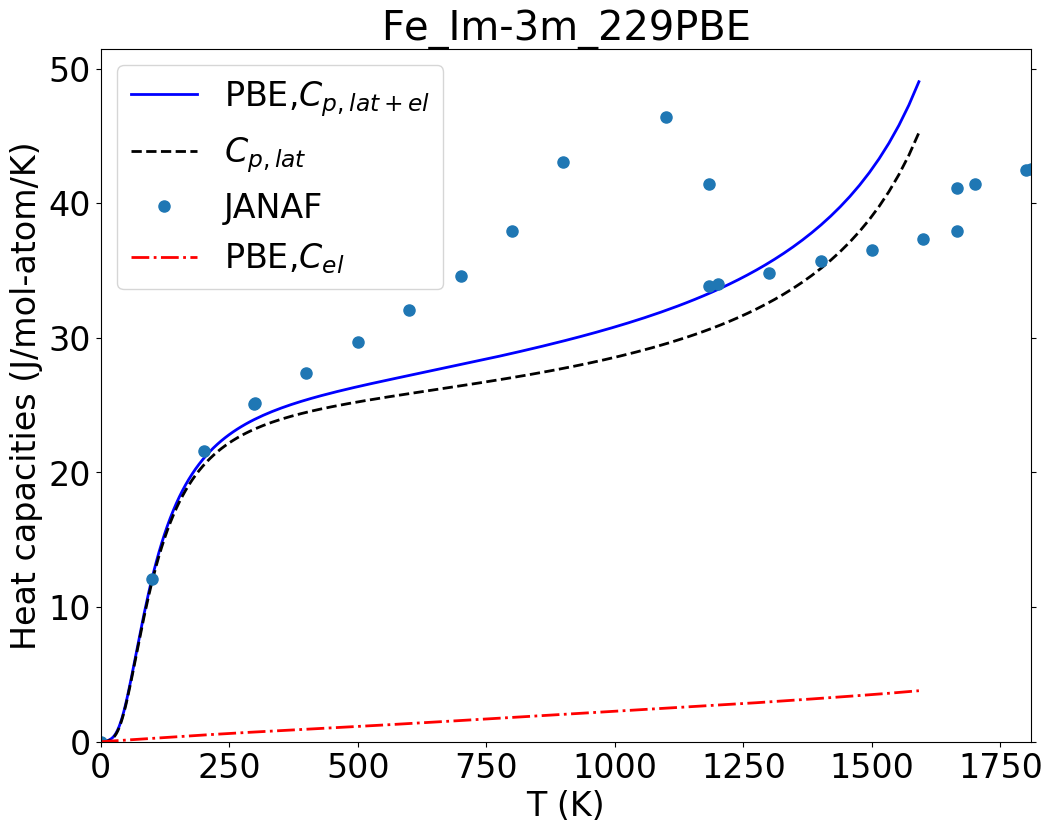 Fe_Im-3m_229PBE
Heat capacities (J/mol-atom/K)
50
40
30
20
10
0
PBE,C_{p,lat+el}
C_{p,lat}
JANAF
PBE,C_{el}
0 250 500 750 1000 1250 1500 1750
T (K)